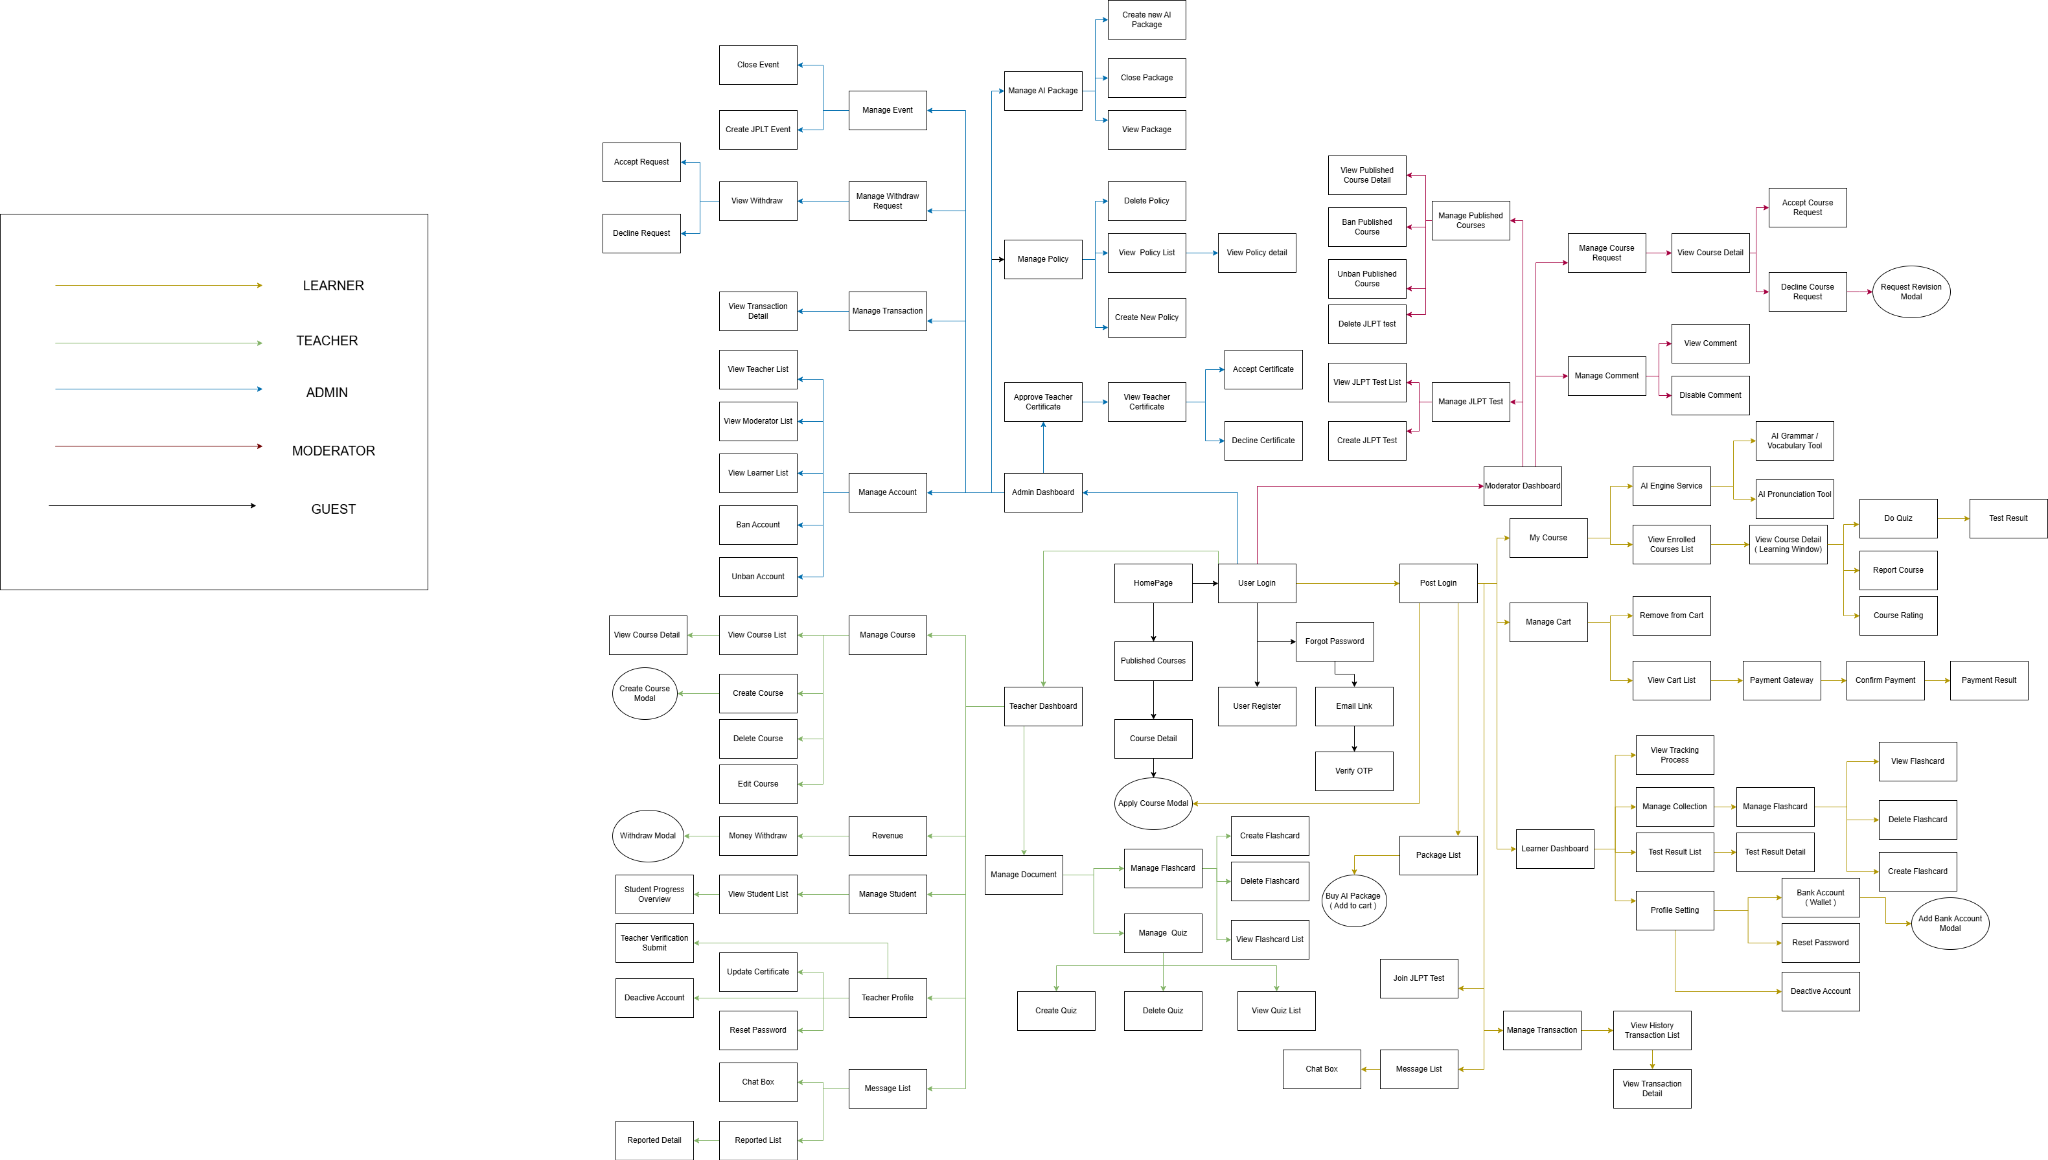 LEARNER
TEACHER
ADMIN
MODERATOR
GUEST
Close Event
Create JPLT Event
Manage Event
Accept Request
Decline Request
View Withdraw
Manage Withdraw
Request
View Transaction
Detail
Manage Transaction
View Teacher List
View Moderator List
View Learner List
Ban Account
Unban Account
Manage Account
Create new AI
Package
Close Package
View Package
Manage AI Package
Delete Policy
View Policy List
View Policy detail
Create New Policy
Manage Policy
Approve Teacher
Certificate
View Teacher
Certificate
Accept Certificate
Decline Certificate
Admin Dashboard
View Published
Course Detail
Ban Published
Course
Unban Published
Course
Delete JLPT test
Manage Published
Courses
View JLPT Test List
Create JLPT Test
Manage JLPT Test
Moderator Dashboard
Manage Course
Request
View Course Detail
Accept Course
Request
Decline Course
Request
Request Revision
Modal
Manage Comment
View Comment
Disable Comment
HomePage
User Login
Post Login
Published Courses
Course Detail
Apply Course Modal
Forgot Password
User Register
Email Link
Verify OTP
My Course
AI Engine Service
AI Grammar /
Vocabulary Tool
AI Pronunciation Tool
View Enrolled
Courses List
View Course Detail
( Learning Window)
Do Quiz
Test Result
Report Course
Course Rating
Manage Cart
Remove from Cart
View Cart List
Payment Gateway
Confirm Payment
Payment Result
Learner Dashboard
View Tracking
Process
Manage Collection
Manage Flashcard
View Flashcard
Delete Flashcard
Create Flashcard
Test Result List
Test Result Detail
Profile Setting
Bank Account
( Wallet )
Add Bank Account
Modal
Reset Password
Deactive Account
Package List
Buy AI Package
( Add to cart )
Join JLPT Test
Manage Transaction
View History
Transaction List
View Transaction
Detail
Message List
Chat Box
Teacher Dashboard
Manage Course
View Course List
View Course Detail
Create Course
Create Course
Modal
Delete Course
Edit Course
Revenue
Money Withdraw
Withdraw Modal
Manage Student
View Student List
Student Progress
Overview
Teacher Verification
Submit
Update Certificate
Teacher Profile
Deactive Account
Reset Password
Message List
Chat Box
Reported List
Reported Detail
Manage Document
Manage Flashcard
Create Flashcard
Delete Flashcard
View Flashcard List
Manage Quiz
Create Quiz
Delete Quiz
View Quiz List